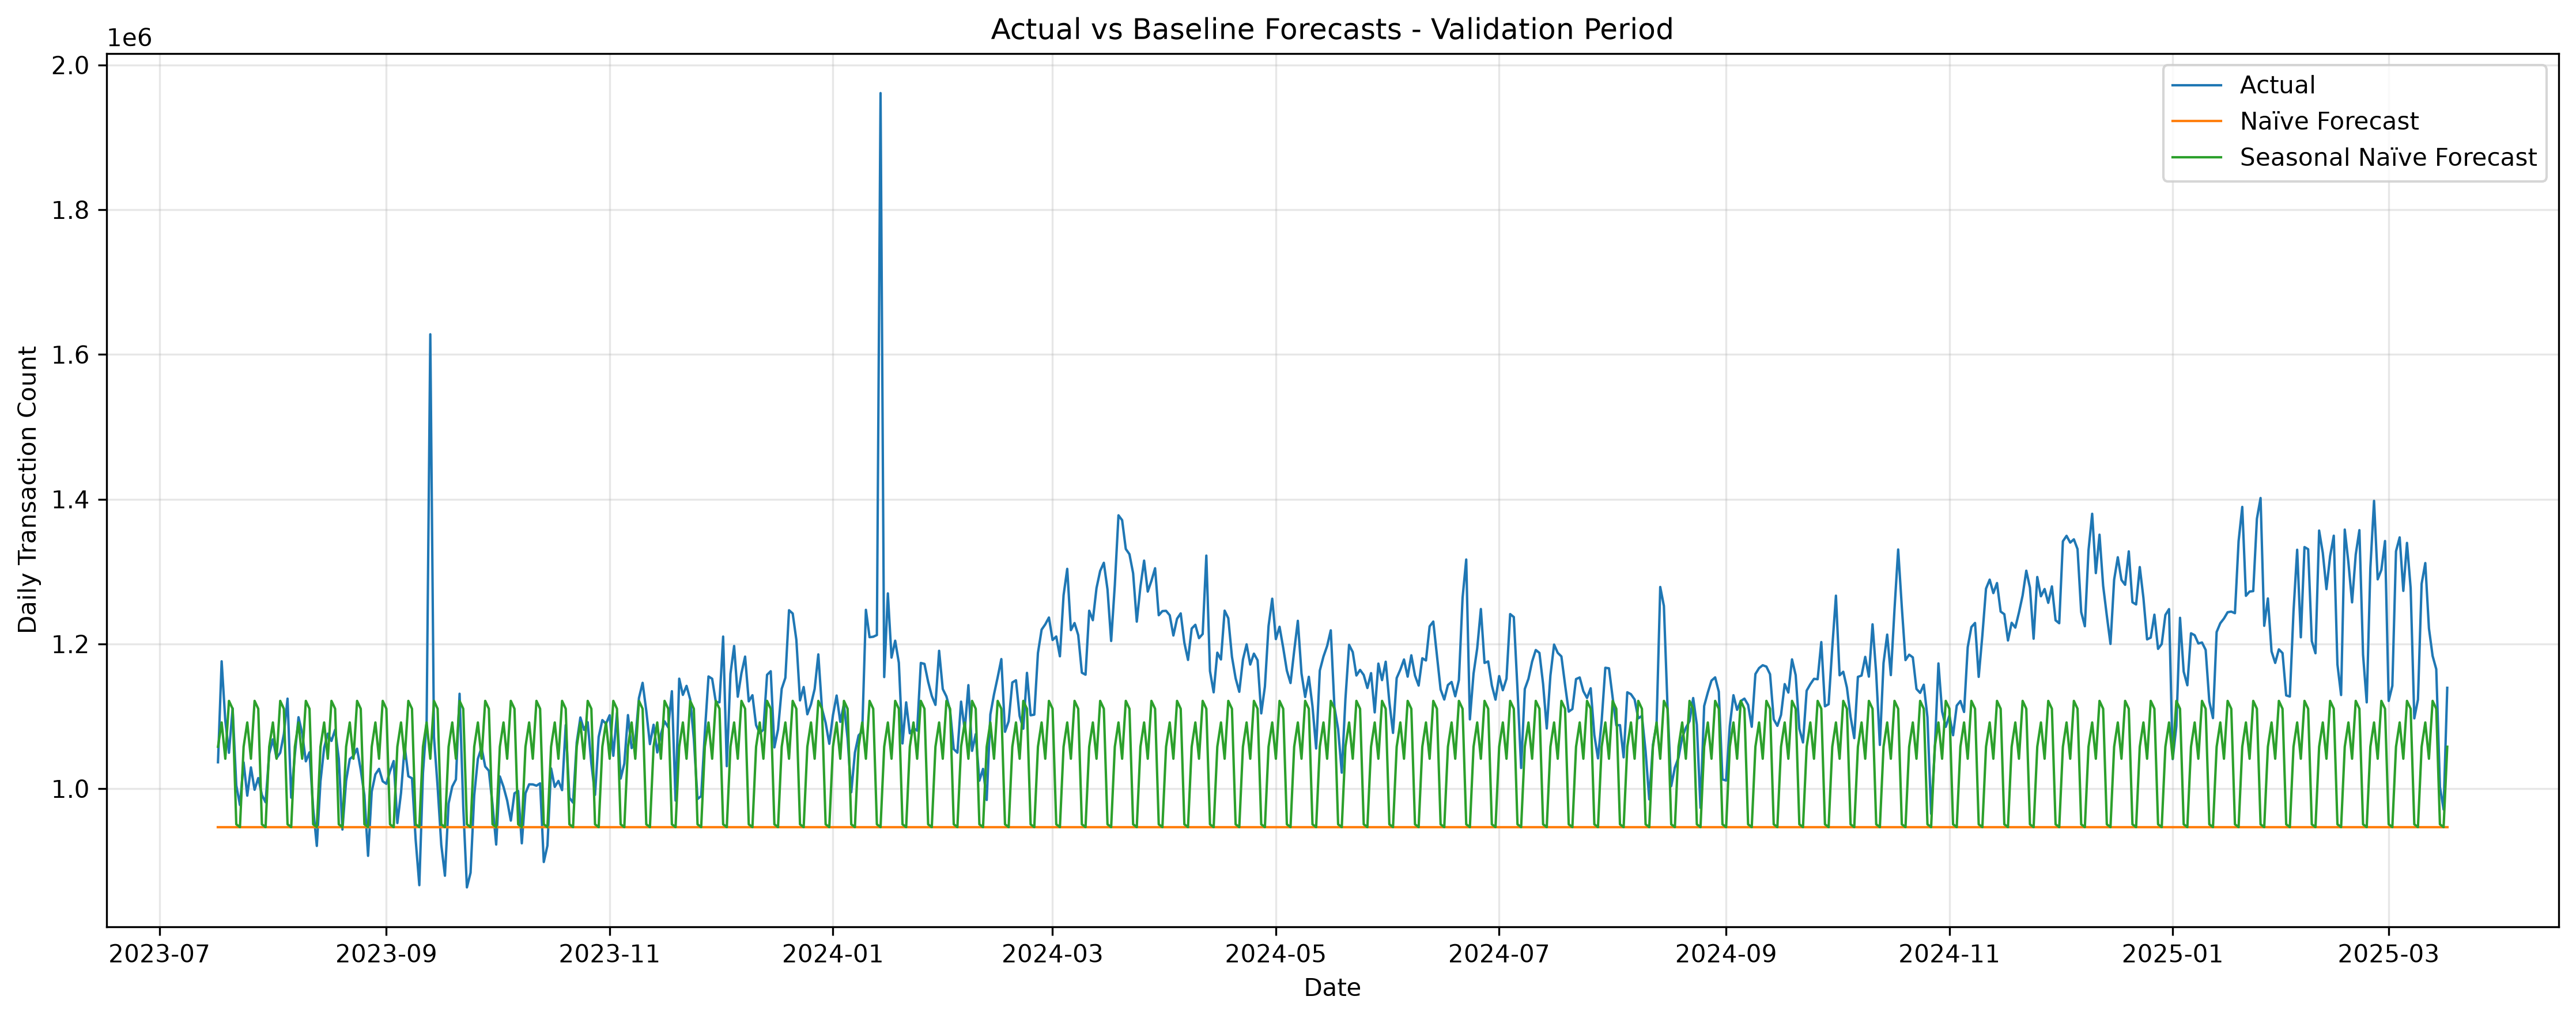 Actual vs Baseline Forecasts - Validation Period
1e6
2.0
1.8
1.6
1.4
1.2
1.0
Daily Transaction Count
Actual
Naïve Forecast
Seasonal Naïve Forecast
2023-07 2023-09 2023-11 2024-01 2024-03 2024-05 2024-07 2024-09 2024-11 2025-01 2025-03
Date